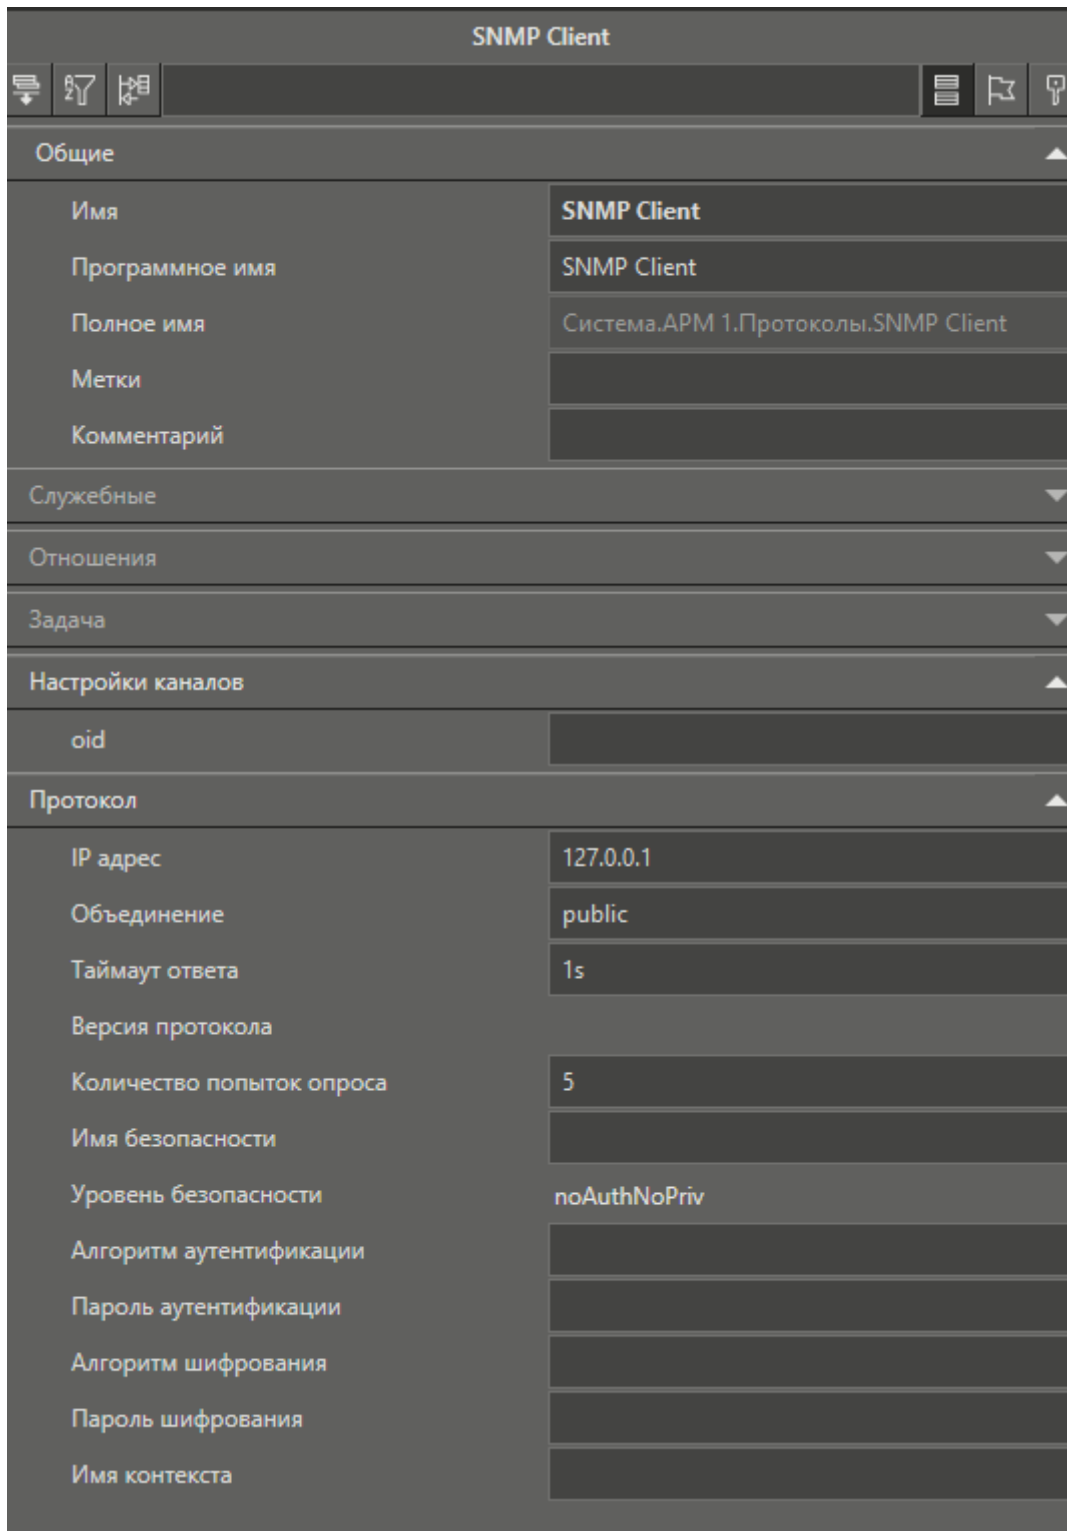 SNMP Client
Общие
Имя SNMP Client
Программное имя SNMP Client
Полное имя Система.АРМ 1.Протоколы.SNMP Client
Метки
Комментарий
Служебные
Отношения
Задача
Настройки каналов
oid
Протокол
IP адрес 127.0.0.1
Объединение public
Таймаут ответа 1s
Версия протокола
Количество попыток опроса 5
Имя безопасности
Уровень безопасности noAuthNoPriv
Алгоритм аутентификации
Пароль аутентификации
Алгоритм шифрования
Пароль шифрования
Имя контекста